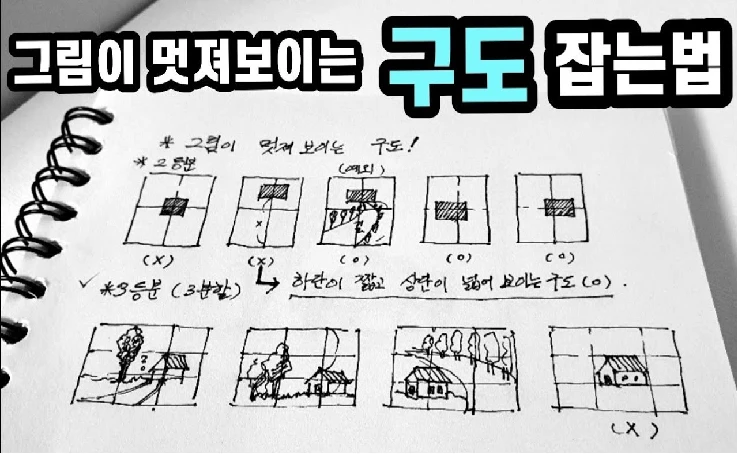 그림이 멋져보이는 구도 잡는법
* 그림이 멋져 보이는 구도!
* 2등분
(예외)
(X) (X) (O) (O) (O)
✓ *3등분 (3분할) ↳ 하단이 짧고 상단이 넓어 보이는 구도 (O).
(X)